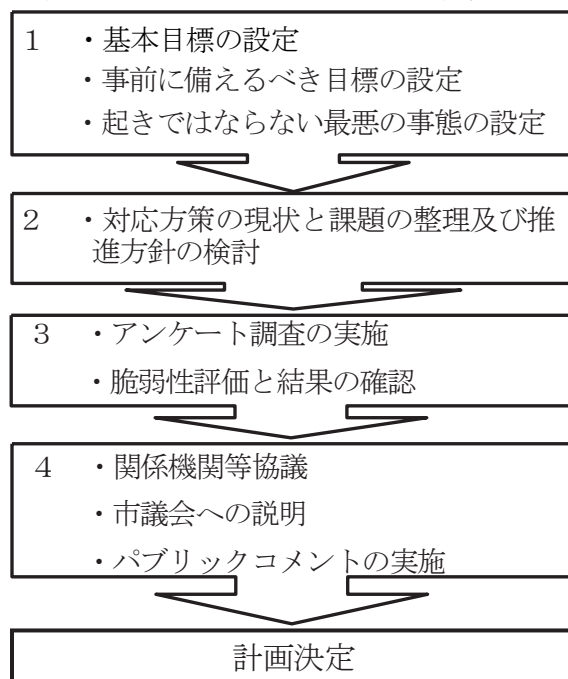 1 ・基本目標の設定
・事前に備えるべき目標の設定
・起きではならない最悪の事態の設定
2 ・対応方策の現状と課題の整理及び推
進方針の検討
3 ・アンケート調査の実施
・脆弱性評価と結果の確認
4 ・関係機関等協議
・市議会への説明
・パブリックコメントの実施
計画決定